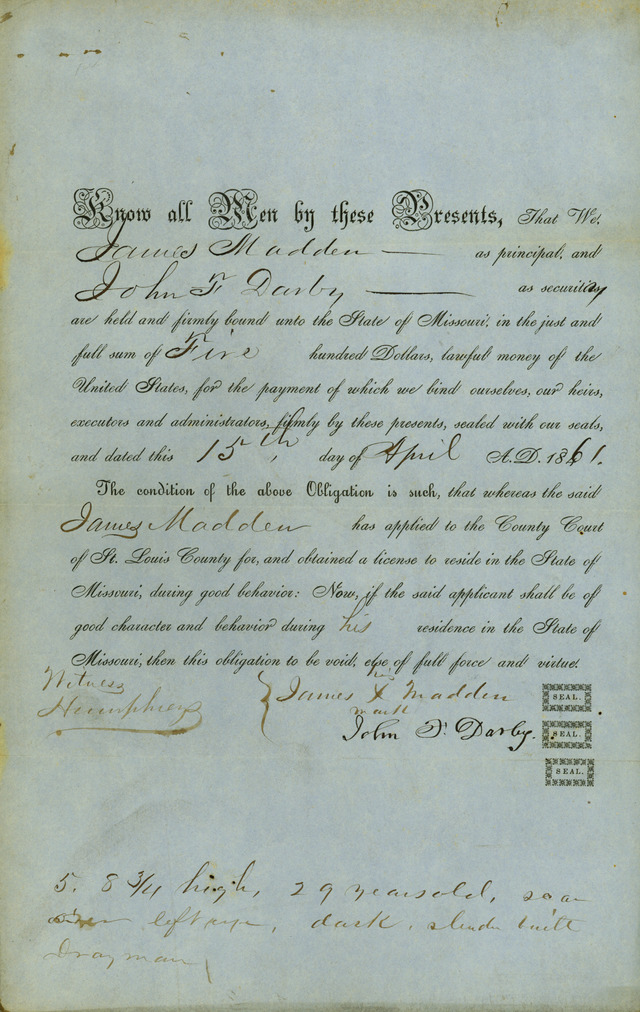 Know all Men by these Presents, That We,
James Madden as principal, and
John F Darby as security
are held and firmly bound unto the State of Missouri, in the just and
full sum of Five hundred Dollars, lawful money of the
United States, for the payment of which we bind ourselves, our heirs,
executors and administrators, firmly by these presents, sealed with our seals,
and dated this 15th day of April A.D. 1861.
The condition of the above Obligation is such, that whereas the said
James Madden has applied to the County Court
of St. Louis County for, and obtained a license to reside in the State of
Missouri, during good behavior: Now, if the said applicant shall be of
good character and behavior during his residence in the State of
Missouri, then this obligation to be void, else of full force and virtue.
Witness
Humphreys
his
James X Madden SEAL.
mark
John F. Darby. SEAL.
SEAL.
5. 8 3/4 high, 29 years old, scar
over left eye, dark, slender built
Drayman